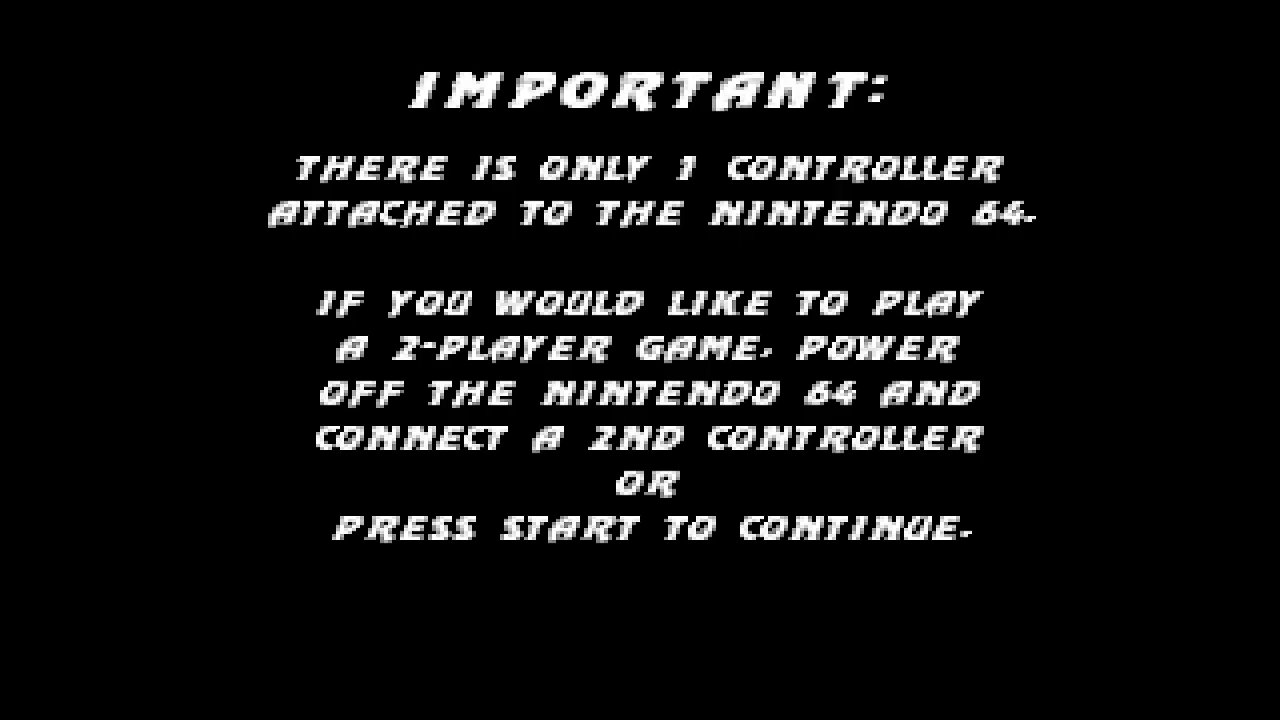 IMPORTANT:
THERE IS ONLY 1 CONTROLLER
ATTACHED TO THE NINTENDO 64.
IF YOU WOULD LIKE TO PLAY
A 2-PLAYER GAME, POWER
OFF THE NINTENDO 64 AND
CONNECT A 2ND CONTROLLER
OR
PRESS START TO CONTINUE.